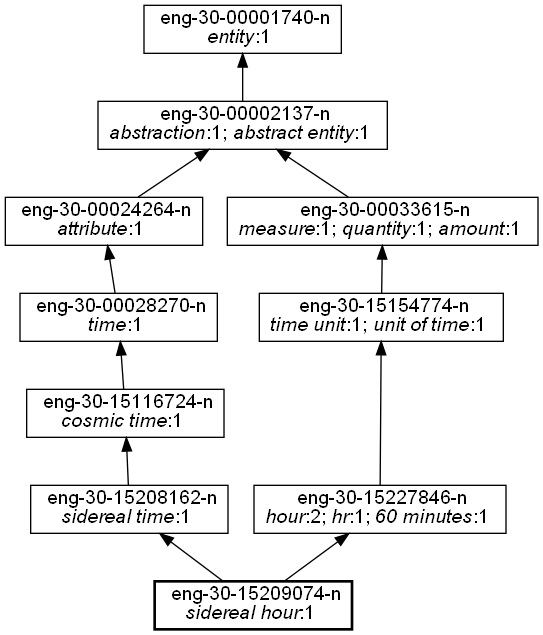 eng-30-00001740-n
entity:1
eng-30-00002137-n
abstraction:1; abstract entity:1
eng-30-00024264-n
attribute:1
eng-30-00033615-n
measure:1; quantity:1; amount:1
eng-30-00028270-n
time:1
eng-30-15154774-n
time unit:1; unit of time:1
eng-30-15116724-n
cosmic time:1
eng-30-15208162-n
sidereal time:1
eng-30-15227846-n
hour:2; hr:1; 60 minutes:1
eng-30-15209074-n
sidereal hour:1